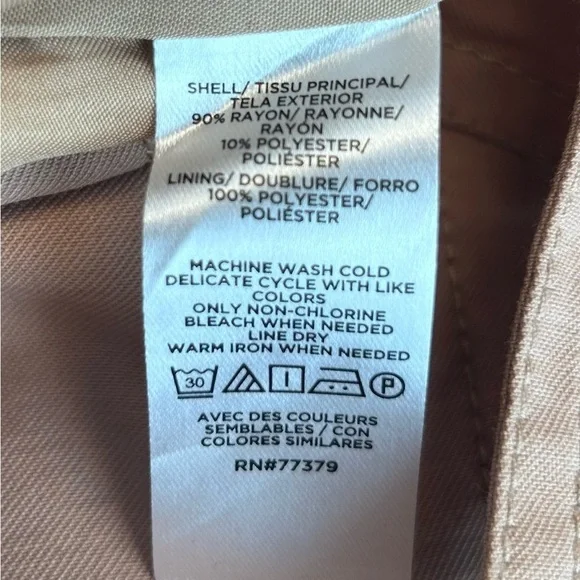 SHELL/ TISSU PRINCIPAL/
TELA EXTERIOR
90% RAYON/ RAYONNE/
RAYÓN
10% POLYESTER/
POLIÉSTER
LINING/ DOUBLURE/ FORRO
100% POLYESTER/
POLIÉSTER
MACHINE WASH COLD
DELICATE CYCLE WITH LIKE
COLORS
ONLY NON-CHLORINE
BLEACH WHEN NEEDED
LINE DRY
WARM IRON WHEN NEEDED
30 P
AVEC DES COULEURS
SEMBLABLES / CON
COLORES SIMILARES
RN#77379